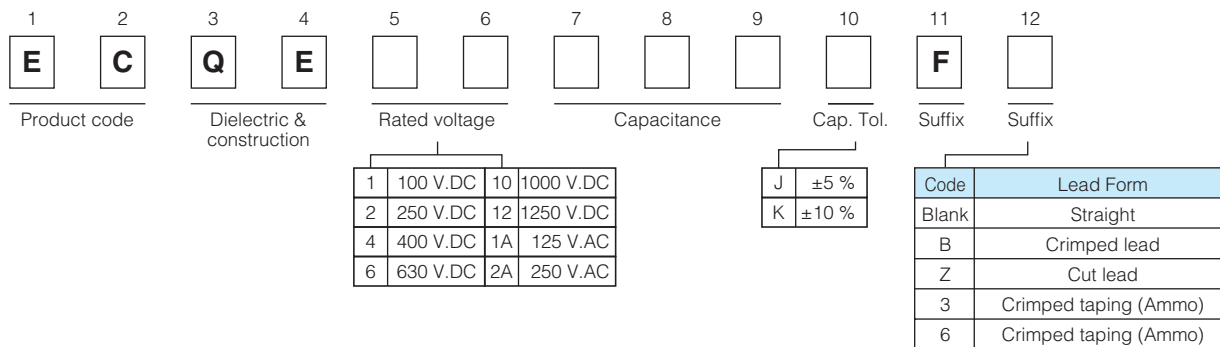 1 2 3 4 5 6 7 8 9 10 11 12
E C Q E F
Product code Dielectric & construction Rated voltage Capacitance Cap. Tol. Suffix Suffix
1 100 V.DC 10 1000 V.DC
2 250 V.DC 12 1250 V.DC
4 400 V.DC 1A 125 V.AC
6 630 V.DC 2A 250 V.AC
J ±5 %
K ±10 %
Code Lead Form
Blank Straight
B Crimped lead
Z Cut lead
3 Crimped taping (Ammo)
6 Crimped taping (Ammo)